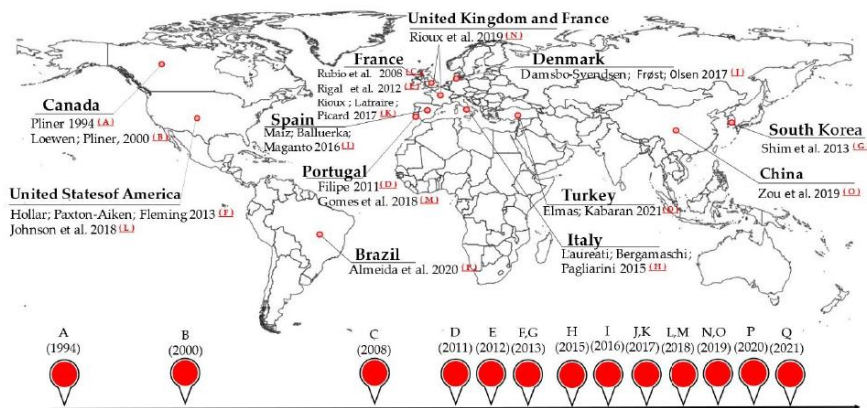 United Kingdom and France
Rioux et al. 2019 (N)
France
Rubio et al. 2008 (C)
Rigal et al. 2012 (E)
Rioux; Lafraire;
Picard 2017 (K)
Denmark
Damsbo-Svendsen; Frøst; Olsen 2017 (J)
Canada
Pliner 1994 (A)
Loewen; Pliner, 2000 (B)
Spain
Maiz; Balluerka;
Maganto 2016 (I)
South Korea
Shim et al. 2013 (G)
Portugal
Filipe 2011 (D)
Gomes et al. 2018 (M)
China
Zou et al. 2019 (O)
United Statesof America
Hollar; Paxton-Aiken; Fleming 2013 (F)
Johnson et al. 2018 (L)
Turkey
Elmas; Kabaran 2021 (Q)
Italy
Laureati; Bergamaschi;
Pagliarini 2015 (H)
Brazil
Almeida et al. 2020 (P)
A B C D E F,G H I J,K L,M N,O P Q
(1994) (2000) (2008) (2011) (2012) (2013) (2015) (2016) (2017) (2018) (2019) (2020) (2021)